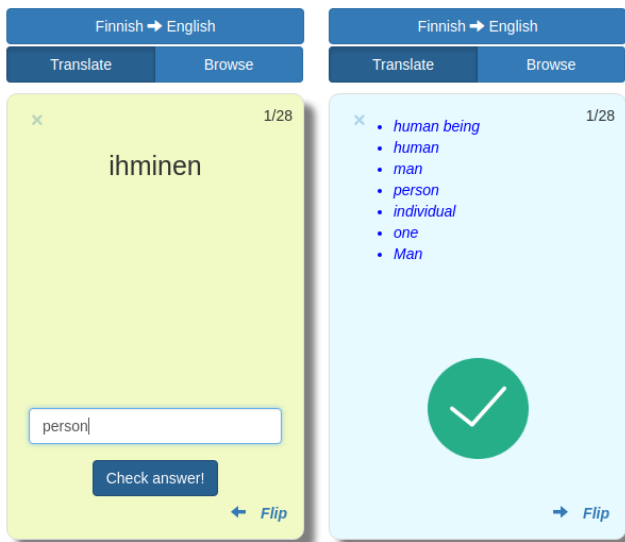 Finnish → English
Translate Browse
× 1/28
ihminen
person
Check answer!
← Flip
Finnish → English
Translate Browse
× 1/28
• human being
• human
• man
• person
• individual
• one
• Man
→ Flip